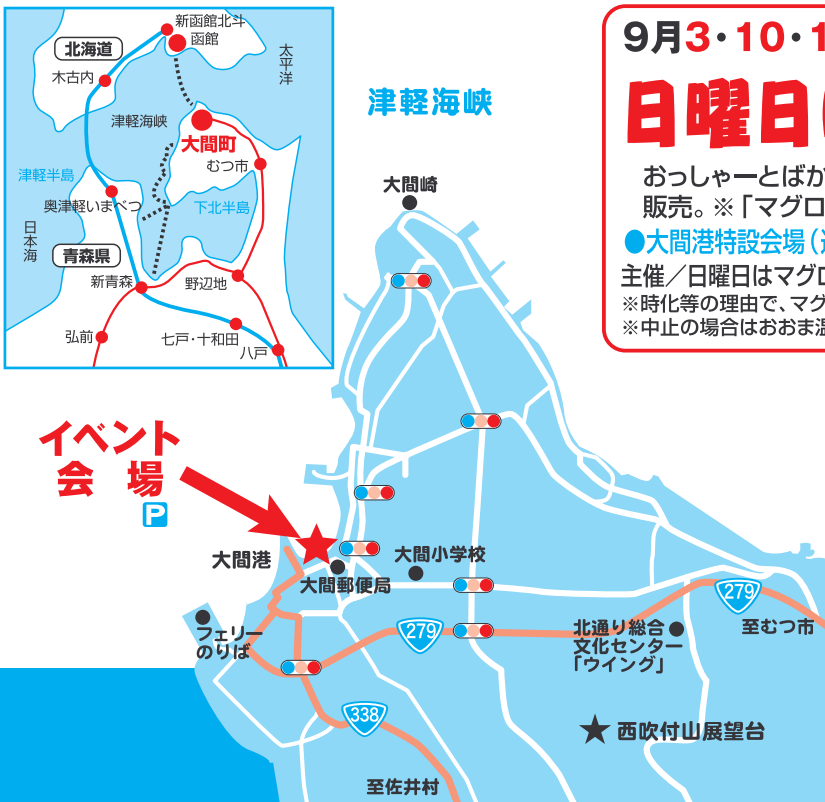 新函館北斗
函館
北海道
木古内
太平洋
津軽海峡
大間町
むつ市
津軽半島
奥津軽いまべつ
下北半島
日本海
青森県
新青森
野辺地
弘前
七戸・十和田
八戸
津軽海峡
9月3・10・1
日曜日
おっしゃーとばか
販売。※「マグロ
●大間港特設会場(
主催／日曜日はマグロ
※時化等の理由で、マグ
※中止の場合はおおま温
大間崎
イベント
会場
P
大間港
大間郵便局
大間小学校
フェリー
のりば
279
279
至むつ市
北通り総合
文化センター
「ウイング」
338
西吹付山展望台
至佐井村